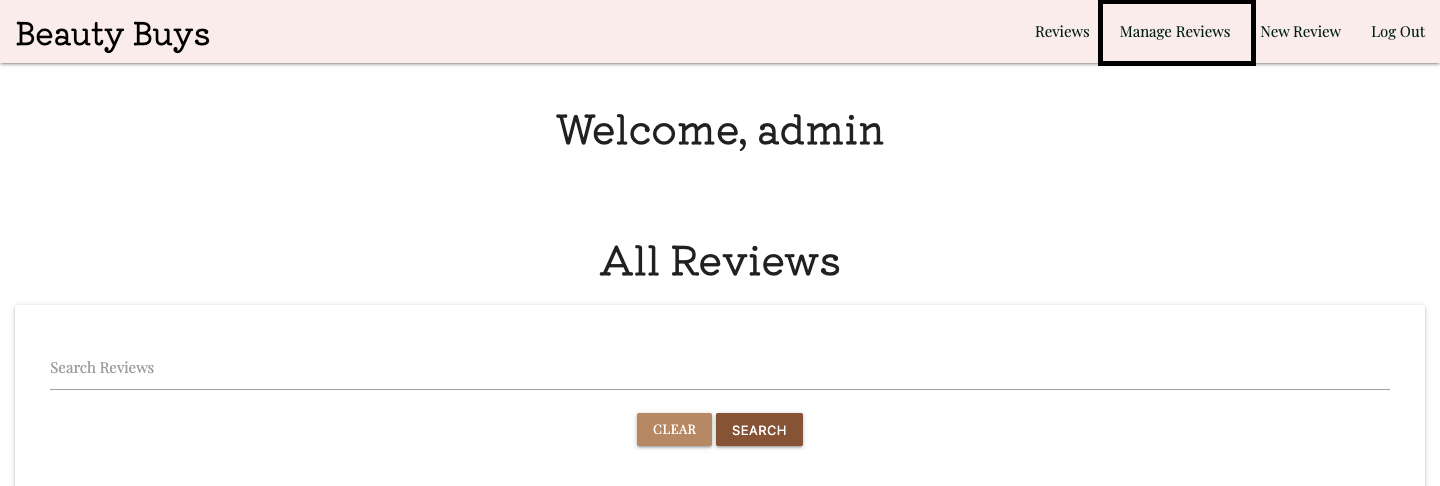 Beauty Buys
Reviews Manage Reviews New Review Log Out
Welcome, admin
All Reviews
Search Reviews
CLEAR SEARCH